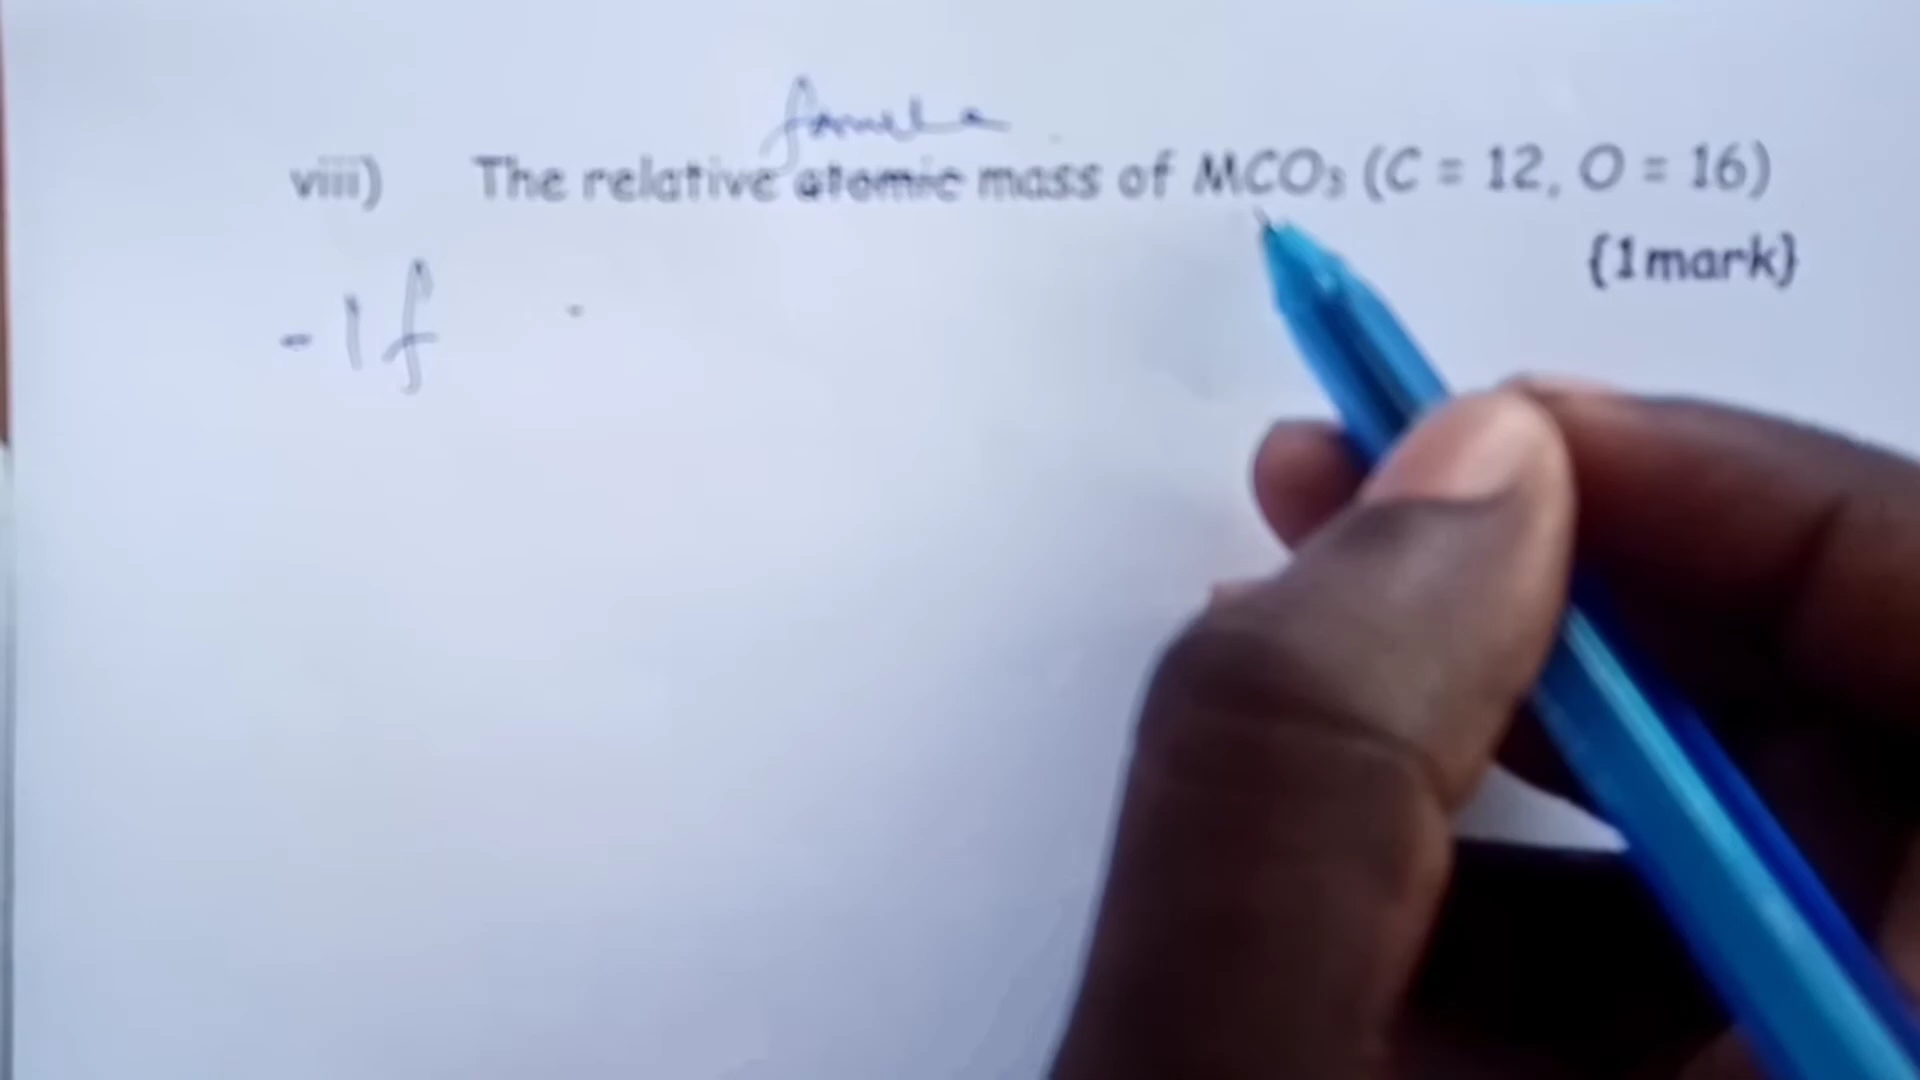 formula
viii) The relative atomic mass of MCO₃ (C = 12, O = 16)
{1mark}
- If